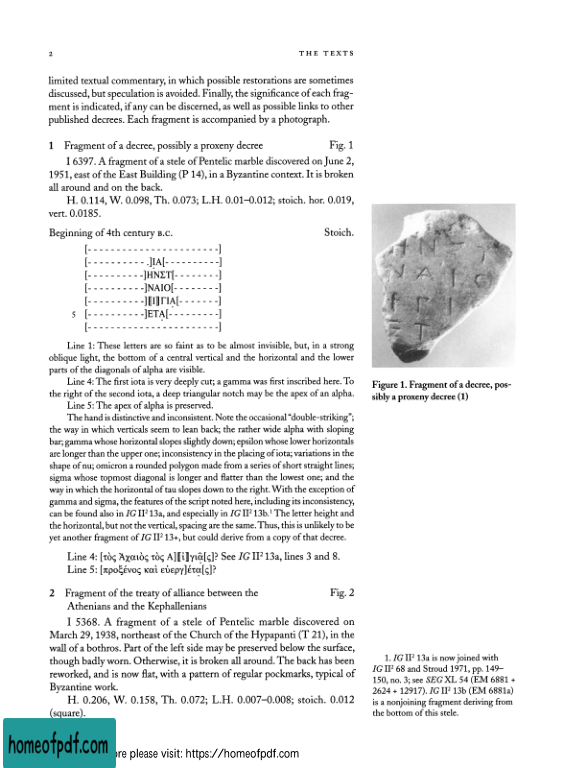 2
THE TEXTS
limited textual commentary, in which possible restorations are sometimes
discussed, but speculation is avoided. Finally, the significance of each frag-
ment is indicated, if any can be discerned, as well as possible links to other
published decrees. Each fragment is accompanied by a photograph.
1 Fragment of a decree, possibly a proxeny decree Fig. 1
I 6397. A fragment of a stele of Pentelic marble discovered on June 2,
1951, east of the East Building (P 14), in a Byzantine context. It is broken
all around and on the back.
H. 0.114, W. 0.098, Th. 0.073; L.H. 0.01–0.012; stoich. hor. 0.019,
vert. 0.0185.
Beginning of 4th century B.C. Stoich.
[- - - - - - - - - - - - - - - - - - - - - -]
[- - - - - - - - - - .]ΙΑ[- - - - - - - - - -]
[- - - - - - - - - -]ΗΝΣΤ[- - - - - - - -]
[- - - - - - - - - -]ΝΑΙΟ[- - - - - - - -]
[- - - - - - - - - -]⟦Ι⟧ΓΙΑ̣[- - - - - - -]
5 [- - - - - - - - - -]ΕΤΑ̣[- - - - - - - - -]
[- - - - - - - - - - - - - - - - - - - - - -]
Line 1: These letters are so faint as to be almost invisible, but, in a strong
oblique light, the bottom of a central vertical and the horizontal and the lower
parts of the diagonals of alpha are visible.
Line 4: The first iota is very deeply cut; a gamma was first inscribed here. To
the right of the second iota, a deep triangular notch may be the apex of an alpha.
Line 5: The apex of alpha is preserved.
The hand is distinctive and inconsistent. Note the occasional “double-striking”;
the way in which verticals seem to lean back; the rather wide alpha with sloping
bar; gamma whose horizontal slopes slightly down; epsilon whose lower horizontals
are longer than the upper one; inconsistency in the placing of iota; variations in the
shape of nu; omicron a rounded polygon made from a series of short straight lines;
sigma whose topmost diagonal is longer and flatter than the lowest one; and the
way in which the horizontal of tau slopes down to the right. With the exception of
gamma and sigma, the features of the script noted here, including its inconsistency,
can be found also in IG II² 13a, and especially in IG II² 13b.¹ The letter height and
the horizontal, but not the vertical, spacing are the same. Thus, this is unlikely to be
yet another fragment of IG II² 13+, but could derive from a copy of that decree.
Line 4: [τὸς Ἀχαιὸς τὸς Α]⟦ἰ⟧γιᾶ̣[ς]? See IG II² 13a, lines 3 and 8.
Line 5: [προξένος καὶ εὐεργ]έτα̣[ς]?
2 Fragment of the treaty of alliance between the Fig. 2
Athenians and the Kephallenians
I 5368. A fragment of a stele of Pentelic marble discovered on
March 29, 1938, northeast of the Church of the Hypapanti (T 21), in the
wall of a bothros. Part of the left side may be preserved below the surface,
though badly worn. Otherwise, it is broken all around. The back has been
reworked, and is now flat, with a pattern of regular pockmarks, typical of
Byzantine work.
H. 0.206, W. 0.158, Th. 0.072; L.H. 0.007–0.008; stoich. 0.012
(square).
Figure 1. Fragment of a decree, pos-
sibly a proxeny decree (1)
1. IG II² 13a is now joined with
IG II² 68 and Stroud 1971, pp. 149–
150, no. 3; see SEG XL 54 (EM 6881 +
2624 + 12917). IG II² 13b (EM 6881a)
is a nonjoining fragment deriving from
the bottom of this stele.
homeofpdf.com
re please visit: https://homeofpdf.com